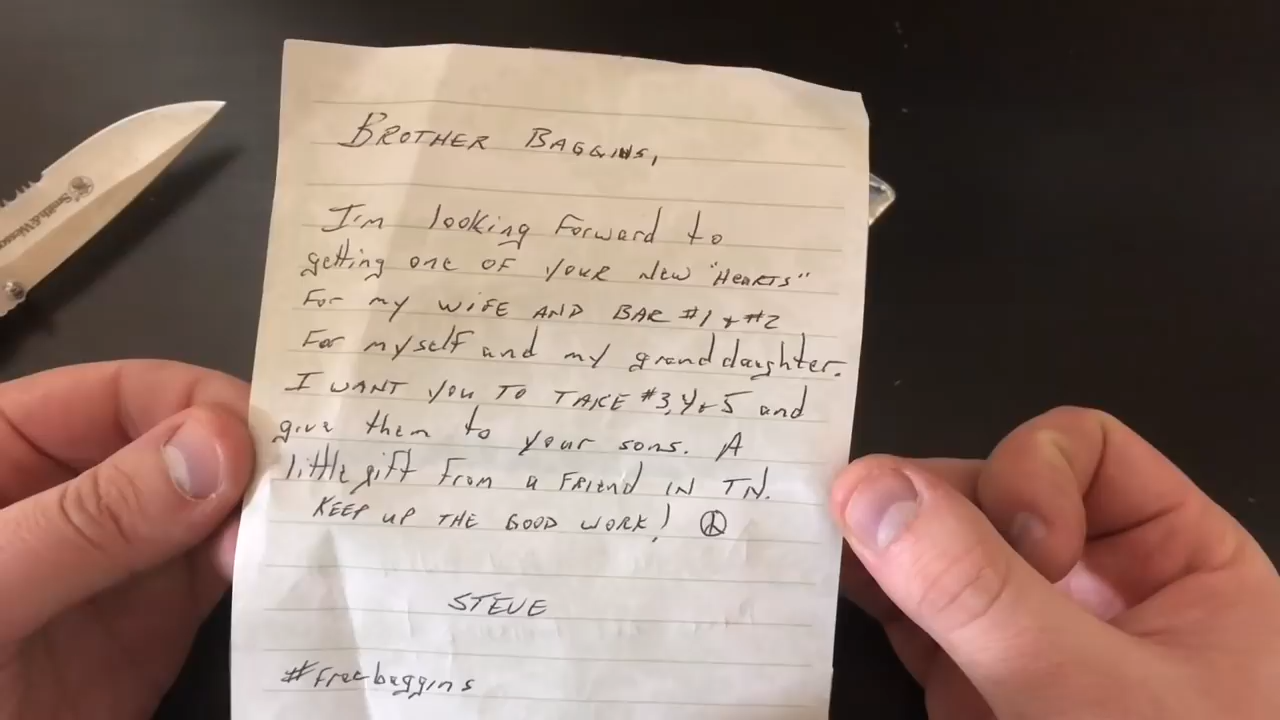 Smith & Wesson
BROTHER BAGGINS,
I'm looking Forward to
getting one OF YOUR New "HEARTS"
For my WIFE AND BAR #1 & #2
For myself and my granddaughter.
I WANT you TO TAKE #3, 4 & 5 and
give them to your sons. A
little gift From a FRIEND IN TN.
KEEP UP THE GOOD WORK!
STEVE
#freebaggins